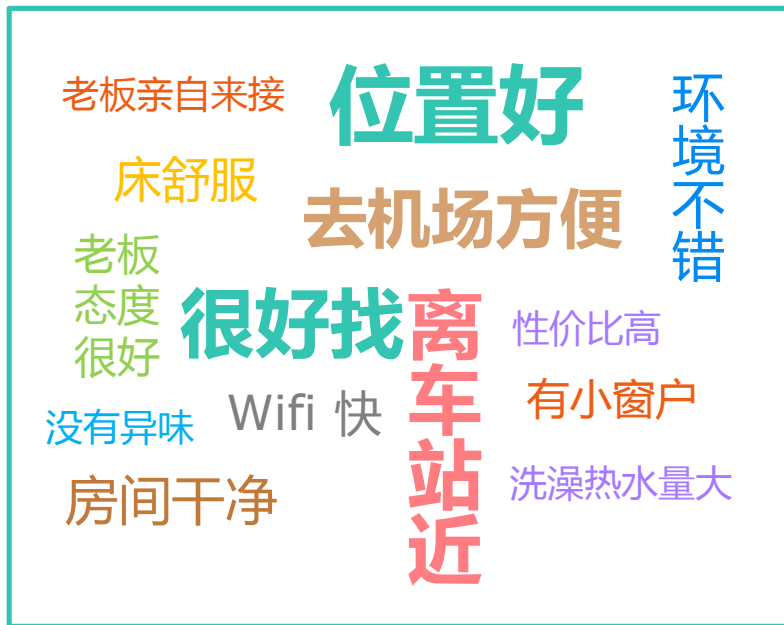 老板亲自来接
位置好
环境不错
床舒服
去机场方便
老板
态度
很好
很好找
离车站近
性价比高
Wifi 快
有小窗户
没有异味
洗澡热水量大
房间干净